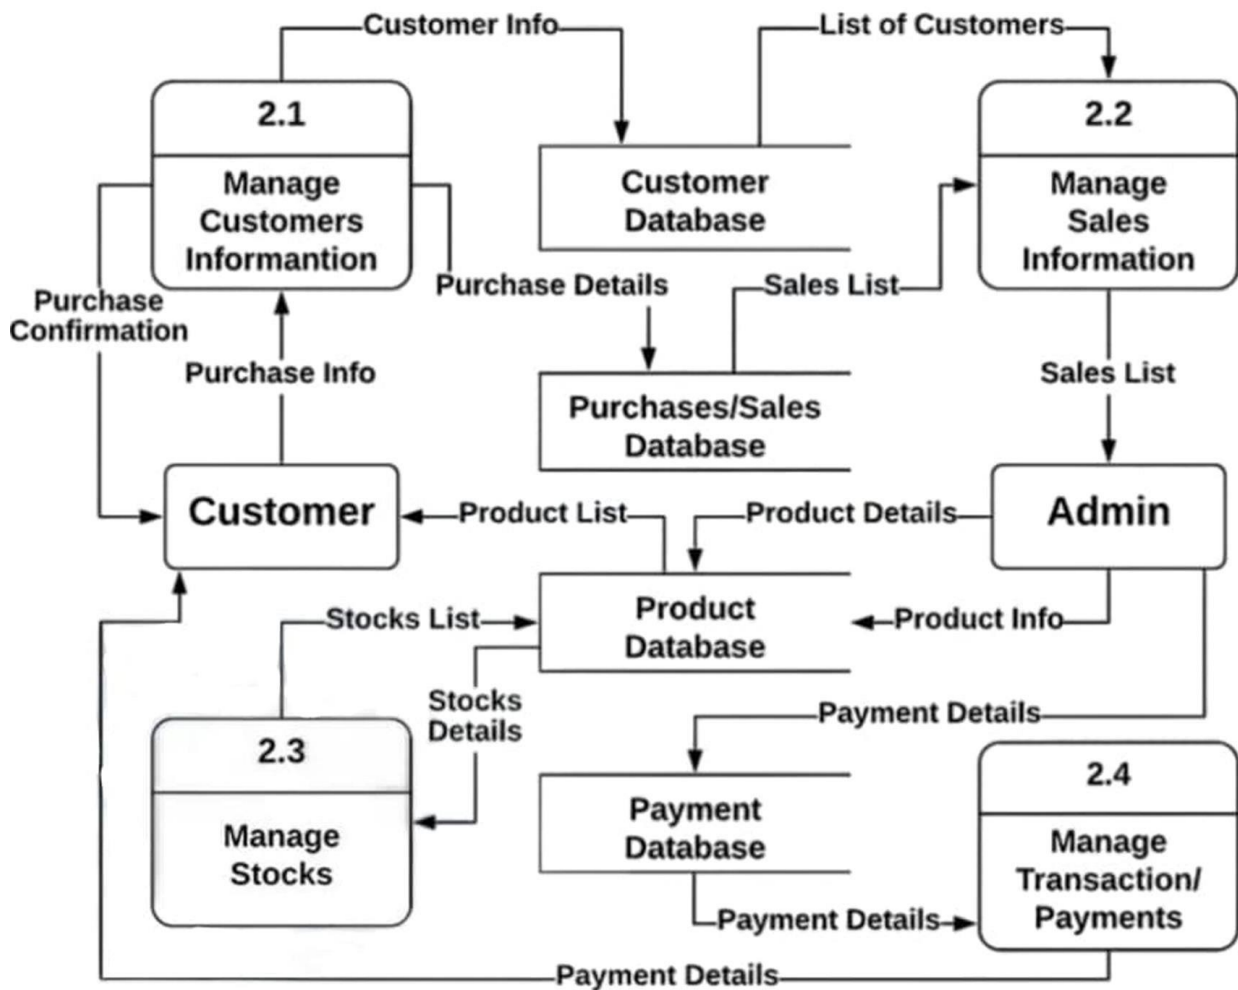 Customer Info
List of Customers
2.1
Manage
Customers
Informantion
Customer
Database
2.2
Manage
Sales
Information
Purchase
Confirmation
Purchase Details
Sales List
Purchase Info
Purchases/Sales
Database
Sales List
Customer
Product List
Product Details
Admin
Stocks List
Product
Database
Product Info
Stocks
Details
Payment Details
2.3
Manage
Stocks
Payment
Database
2.4
Manage
Transaction/
Payments
Payment Details
Payment Details